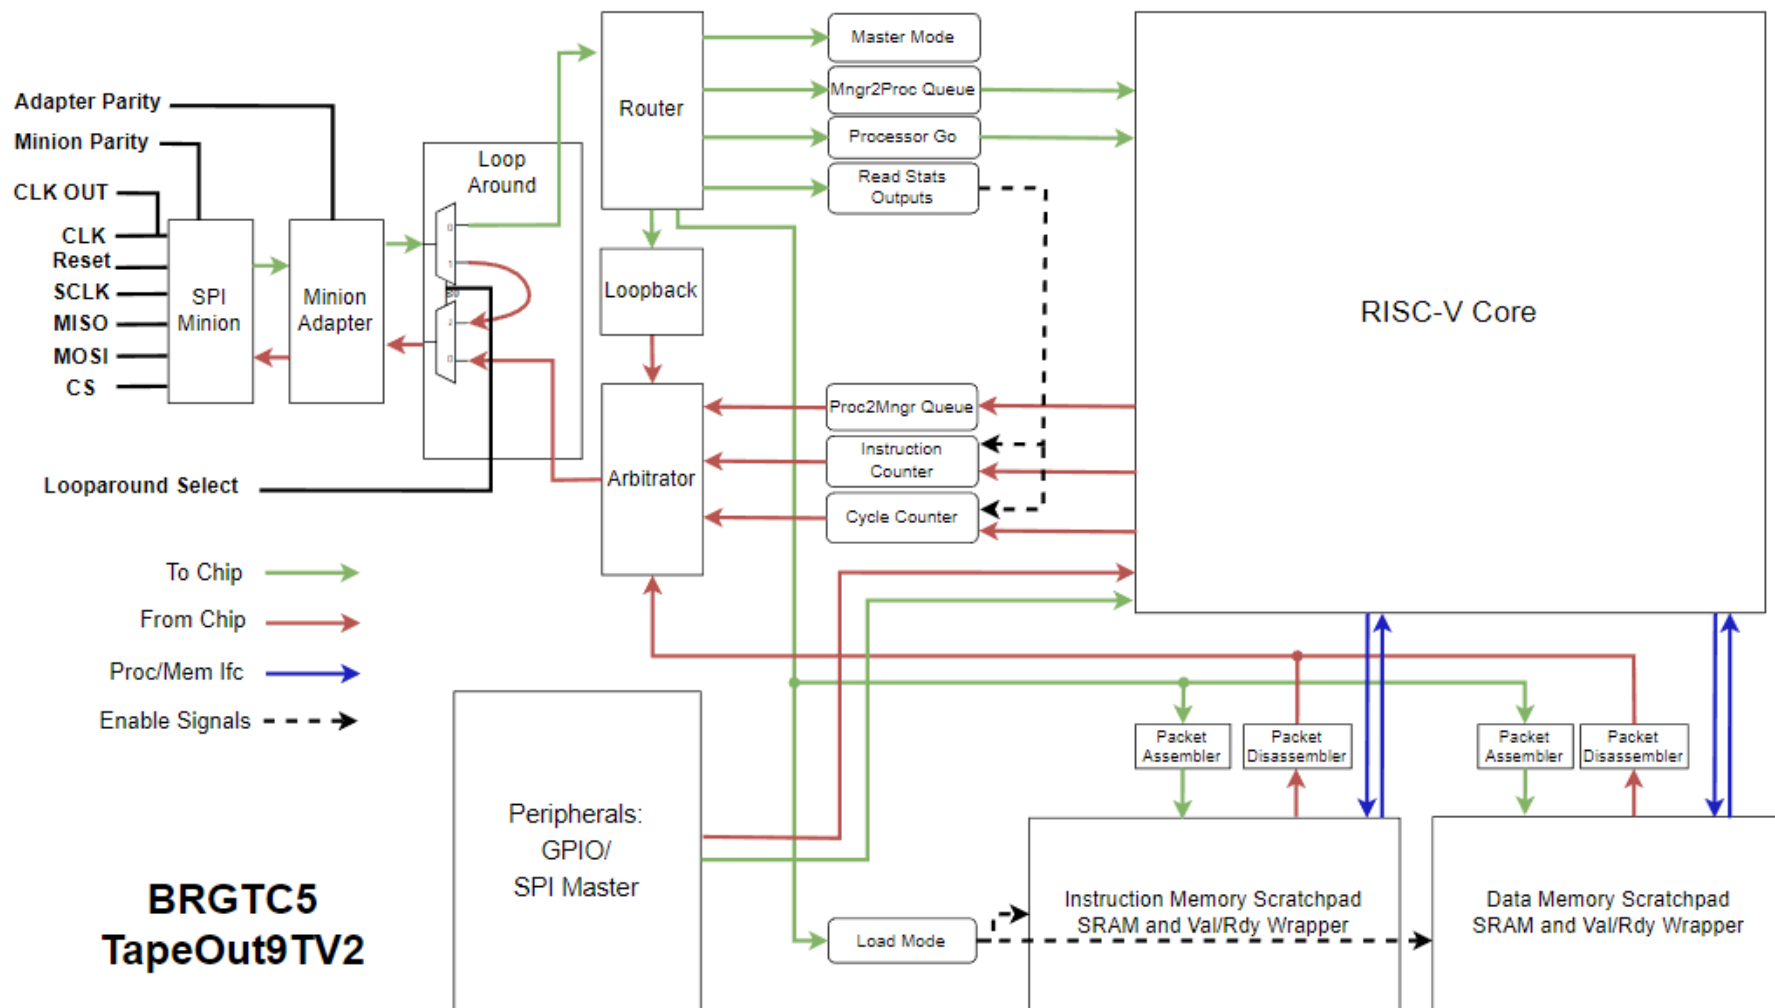 Adapter Parity
Minion Parity
CLK OUT
CLK
Reset
SCLK
MISO
MOSI
CS
Looparound Select
SPI
Minion
Minion
Adapter
Loop
Around
0
1
1
0
Router
Loopback
Arbitrator
Master Mode
Mngr2Proc Queue
Processor Go
Read Stats
Outputs
Proc2Mngr Queue
Instruction
Counter
Cycle Counter
RISC-V Core
To Chip
From Chip
Proc/Mem Ifc
Enable Signals
Packet
Assembler
Packet
Disassembler
Packet
Assembler
Packet
Disassembler
Peripherals:
GPIO/
SPI Master
Load Mode
Instruction Memory Scratchpad
SRAM and Val/Rdy Wrapper
Data Memory Scratchpad
SRAM and Val/Rdy Wrapper
BRGTC5
TapeOut9TV2